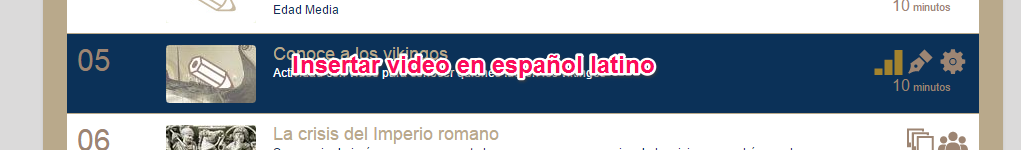 Edad Media
10 minutos
05
Conoce a los vikingos
Insertar video en español latino
10 minutos
06
La crisis del Imperio romano